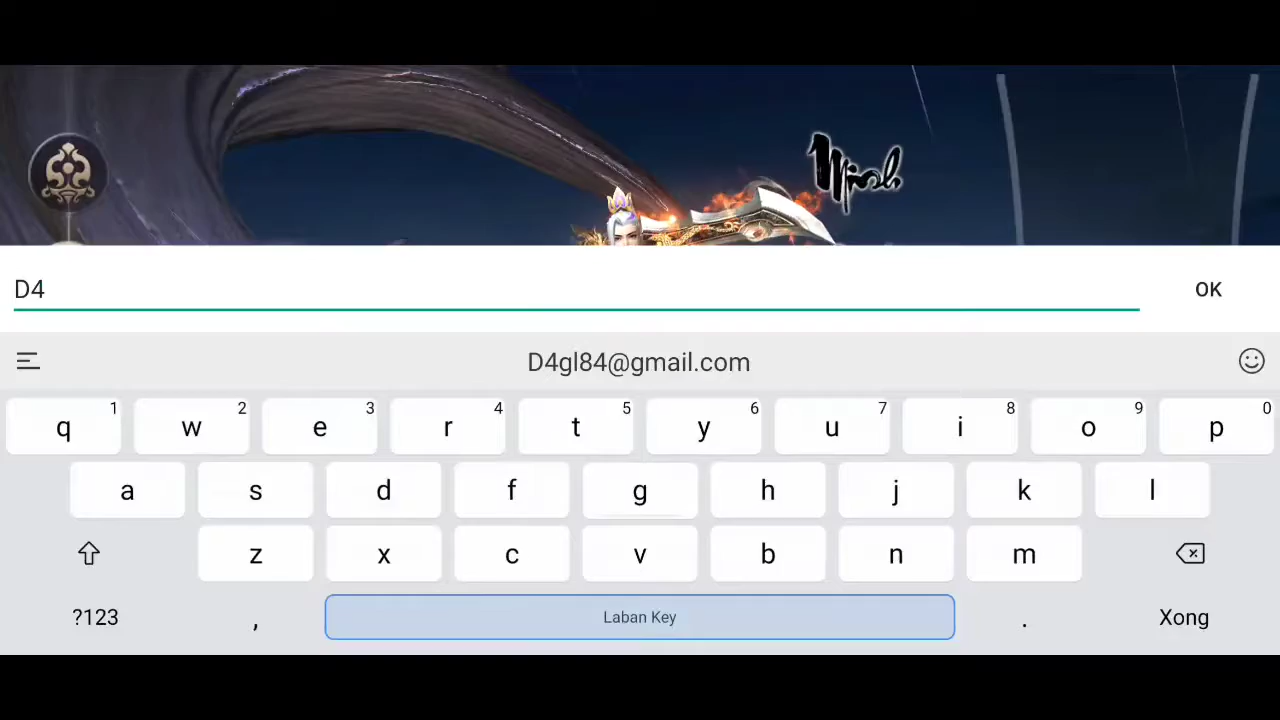 Minh
D4
OK
D4gl84@gmail.com
q 1 w 2 e 3 r 4 t 5 y 6 u 7 i 8 o 9 p 0
a s d f g h j k l
z x c v b n m
?123 , Laban Key . Xong